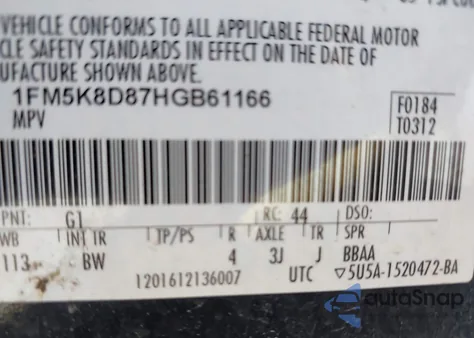 VEHICLE CONFORMS TO ALL APPLICABLE FEDERAL MOTOR
CLE SAFETY STANDARDS IN EFFECT ON THE DATE OF
UFACTURE SHOWN ABOVE.
1FM5K8D87HGB61166
MPV
F0184
T0312
PNT: G1 RC: 44 DSO:
WB INT TR TP/PS R AXLE TR SPR
113 BW 4 3J J BBAA
1201612136007 UTC ▽5U5A-1520472-BA
autoSnap